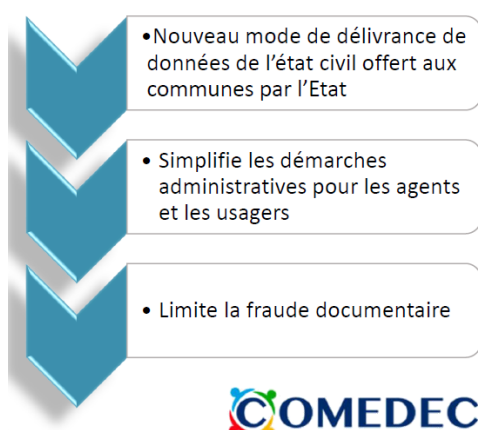 •Nouveau mode de délivrance de
données de l’état civil offert aux
communes par l’Etat
• Simplifie les démarches
administratives pour les agents
et les usagers
• Limite la fraude documentaire
COMEDEC